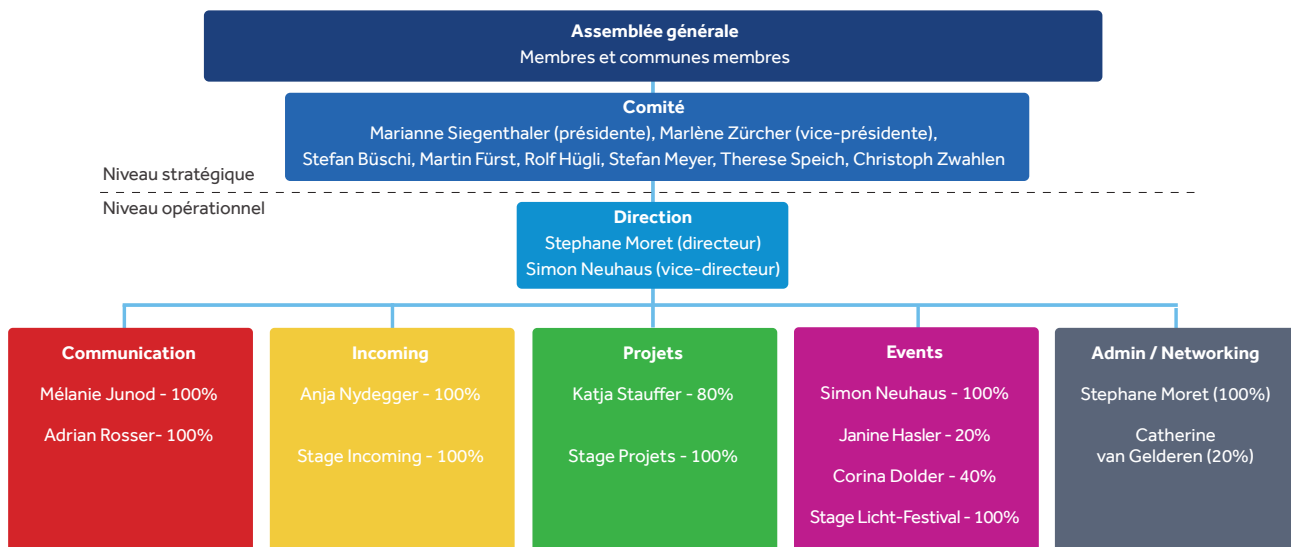 Assemblée générale
Membres et communes membres
Comité
Marianne Siegenthaler (présidente), Marlène Zürcher (vice-présidente),
Stefan Büschi, Martin Fürst, Rolf Hügli, Stefan Meyer, Therese Speich, Christoph Zwahlen
Niveau stratégique
Niveau opérationnel
Direction
Stephane Moret (directeur)
Simon Neuhaus (vice-directeur)
Communication
Mélanie Junod - 100%
Adrian Rosser- 100%
Incoming
Anja Nydegger - 100%
Stage Incoming - 100%
Projets
Katja Stauffer - 80%
Stage Projets - 100%
Events
Simon Neuhaus - 100%
Janine Hasler - 20%
Corina Dolder - 40%
Stage Licht-Festival - 100%
Admin / Networking
Stephane Moret (100%)
Catherine
van Gelderen (20%)